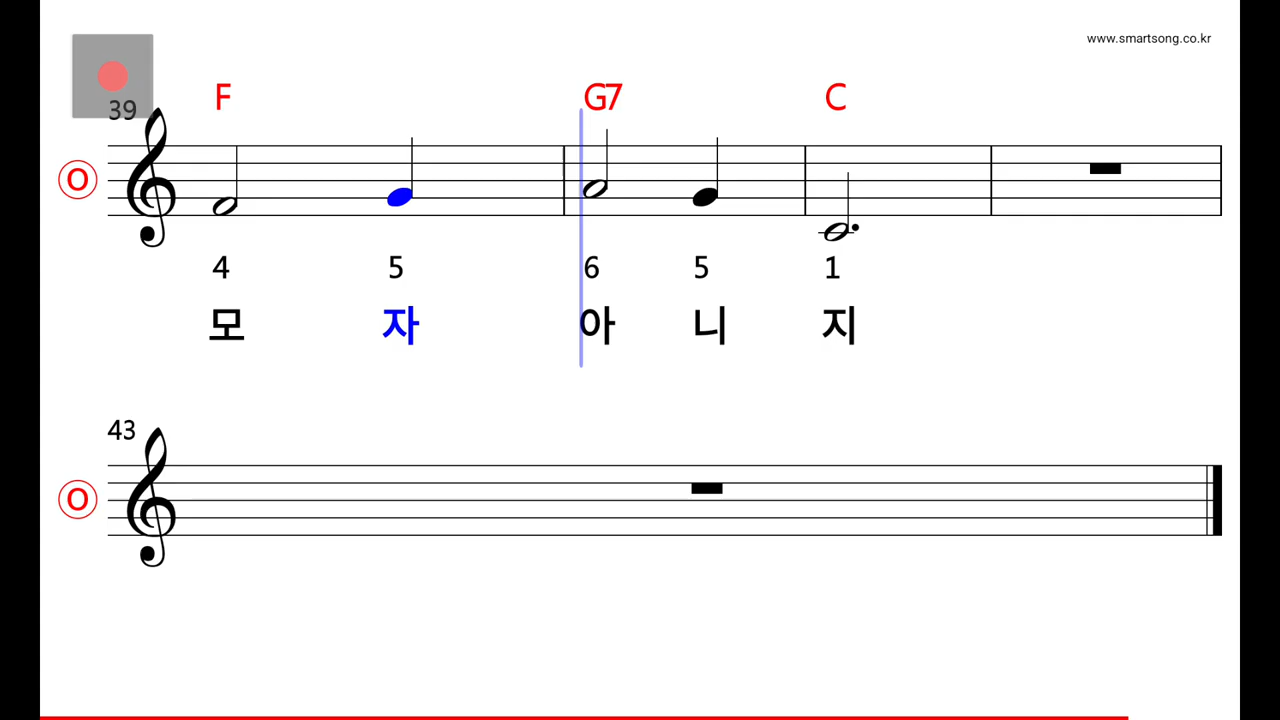 www.smartsong.co.kr
39
F G7 C
O
4 5 6 5 1
모 자 아 니 지
43
O